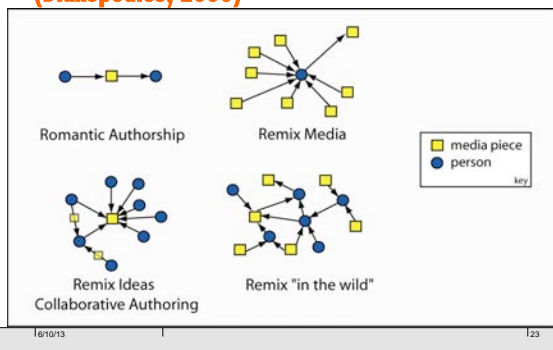 Romantic Authorship
Remix Media
media piece
person
key
Remix Ideas
Collaborative Authoring
Remix "in the wild"
6/10/13
23